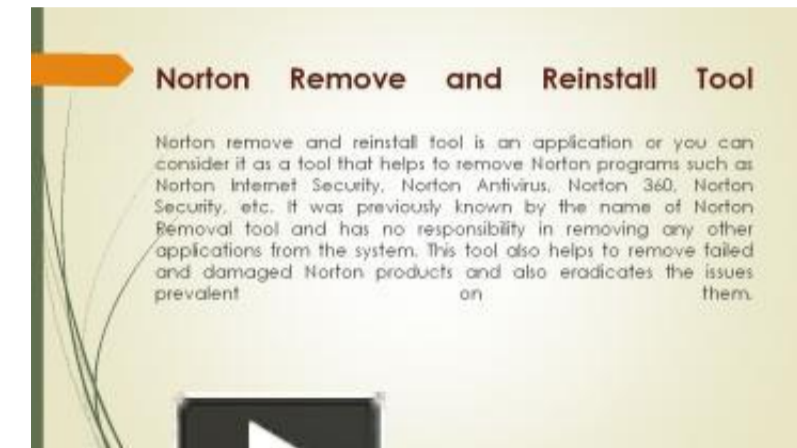 Norton Remove and Reinstall Tool
Norton remove and reinstall tool is an application or you can
consider it as a tool that helps to remove Norton programs such as
Norton Internet Security, Norton Antivirus, Norton 360, Norton
Security, etc. It was previously known by the name of Norton
Removal tool and has no responsibility in removing any other
applications from the system. This tool also helps to remove failed
and damaged Norton products and also eradicates the issues
prevalent on them.